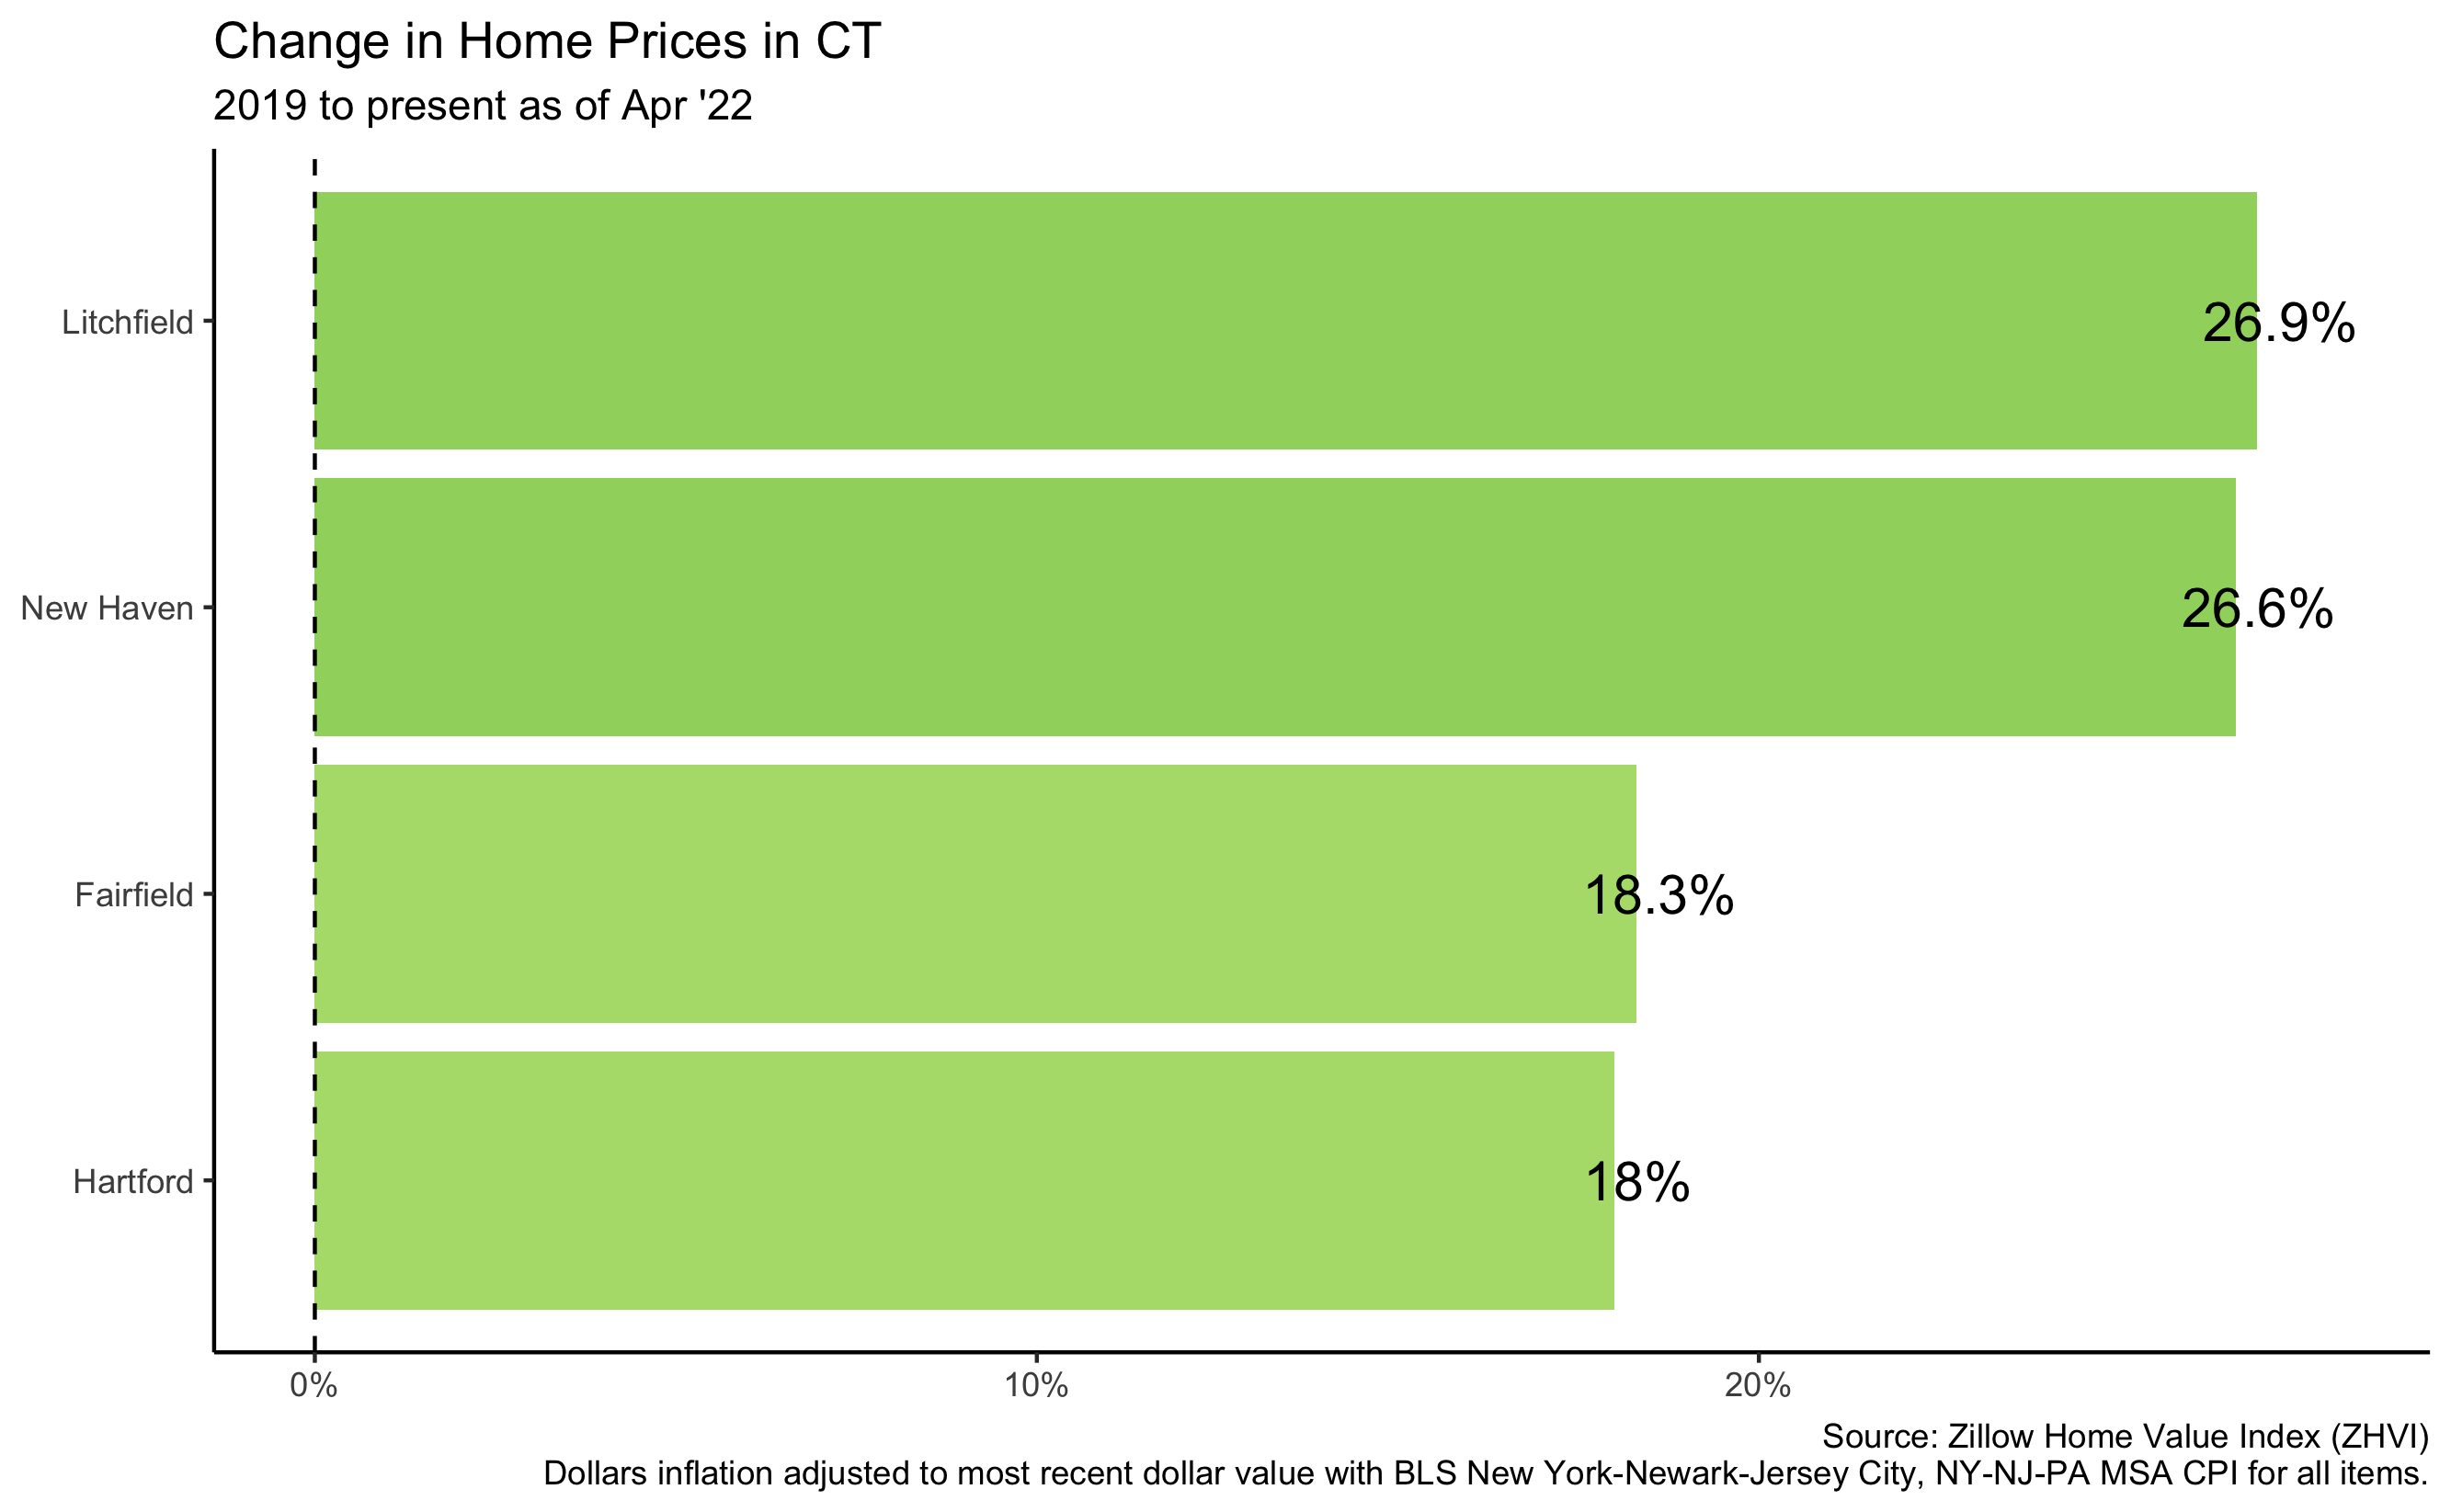 Change in Home Prices in CT
2019 to present as of Apr '22
Litchfield
26.9%
New Haven
26.6%
Fairfield
18.3%
Hartford
18%
0%
10%
20%
Source: Zillow Home Value Index (ZHVI)
Dollars inflation adjusted to most recent dollar value with BLS New York-Newark-Jersey City, NY-NJ-PA MSA CPI for all items.